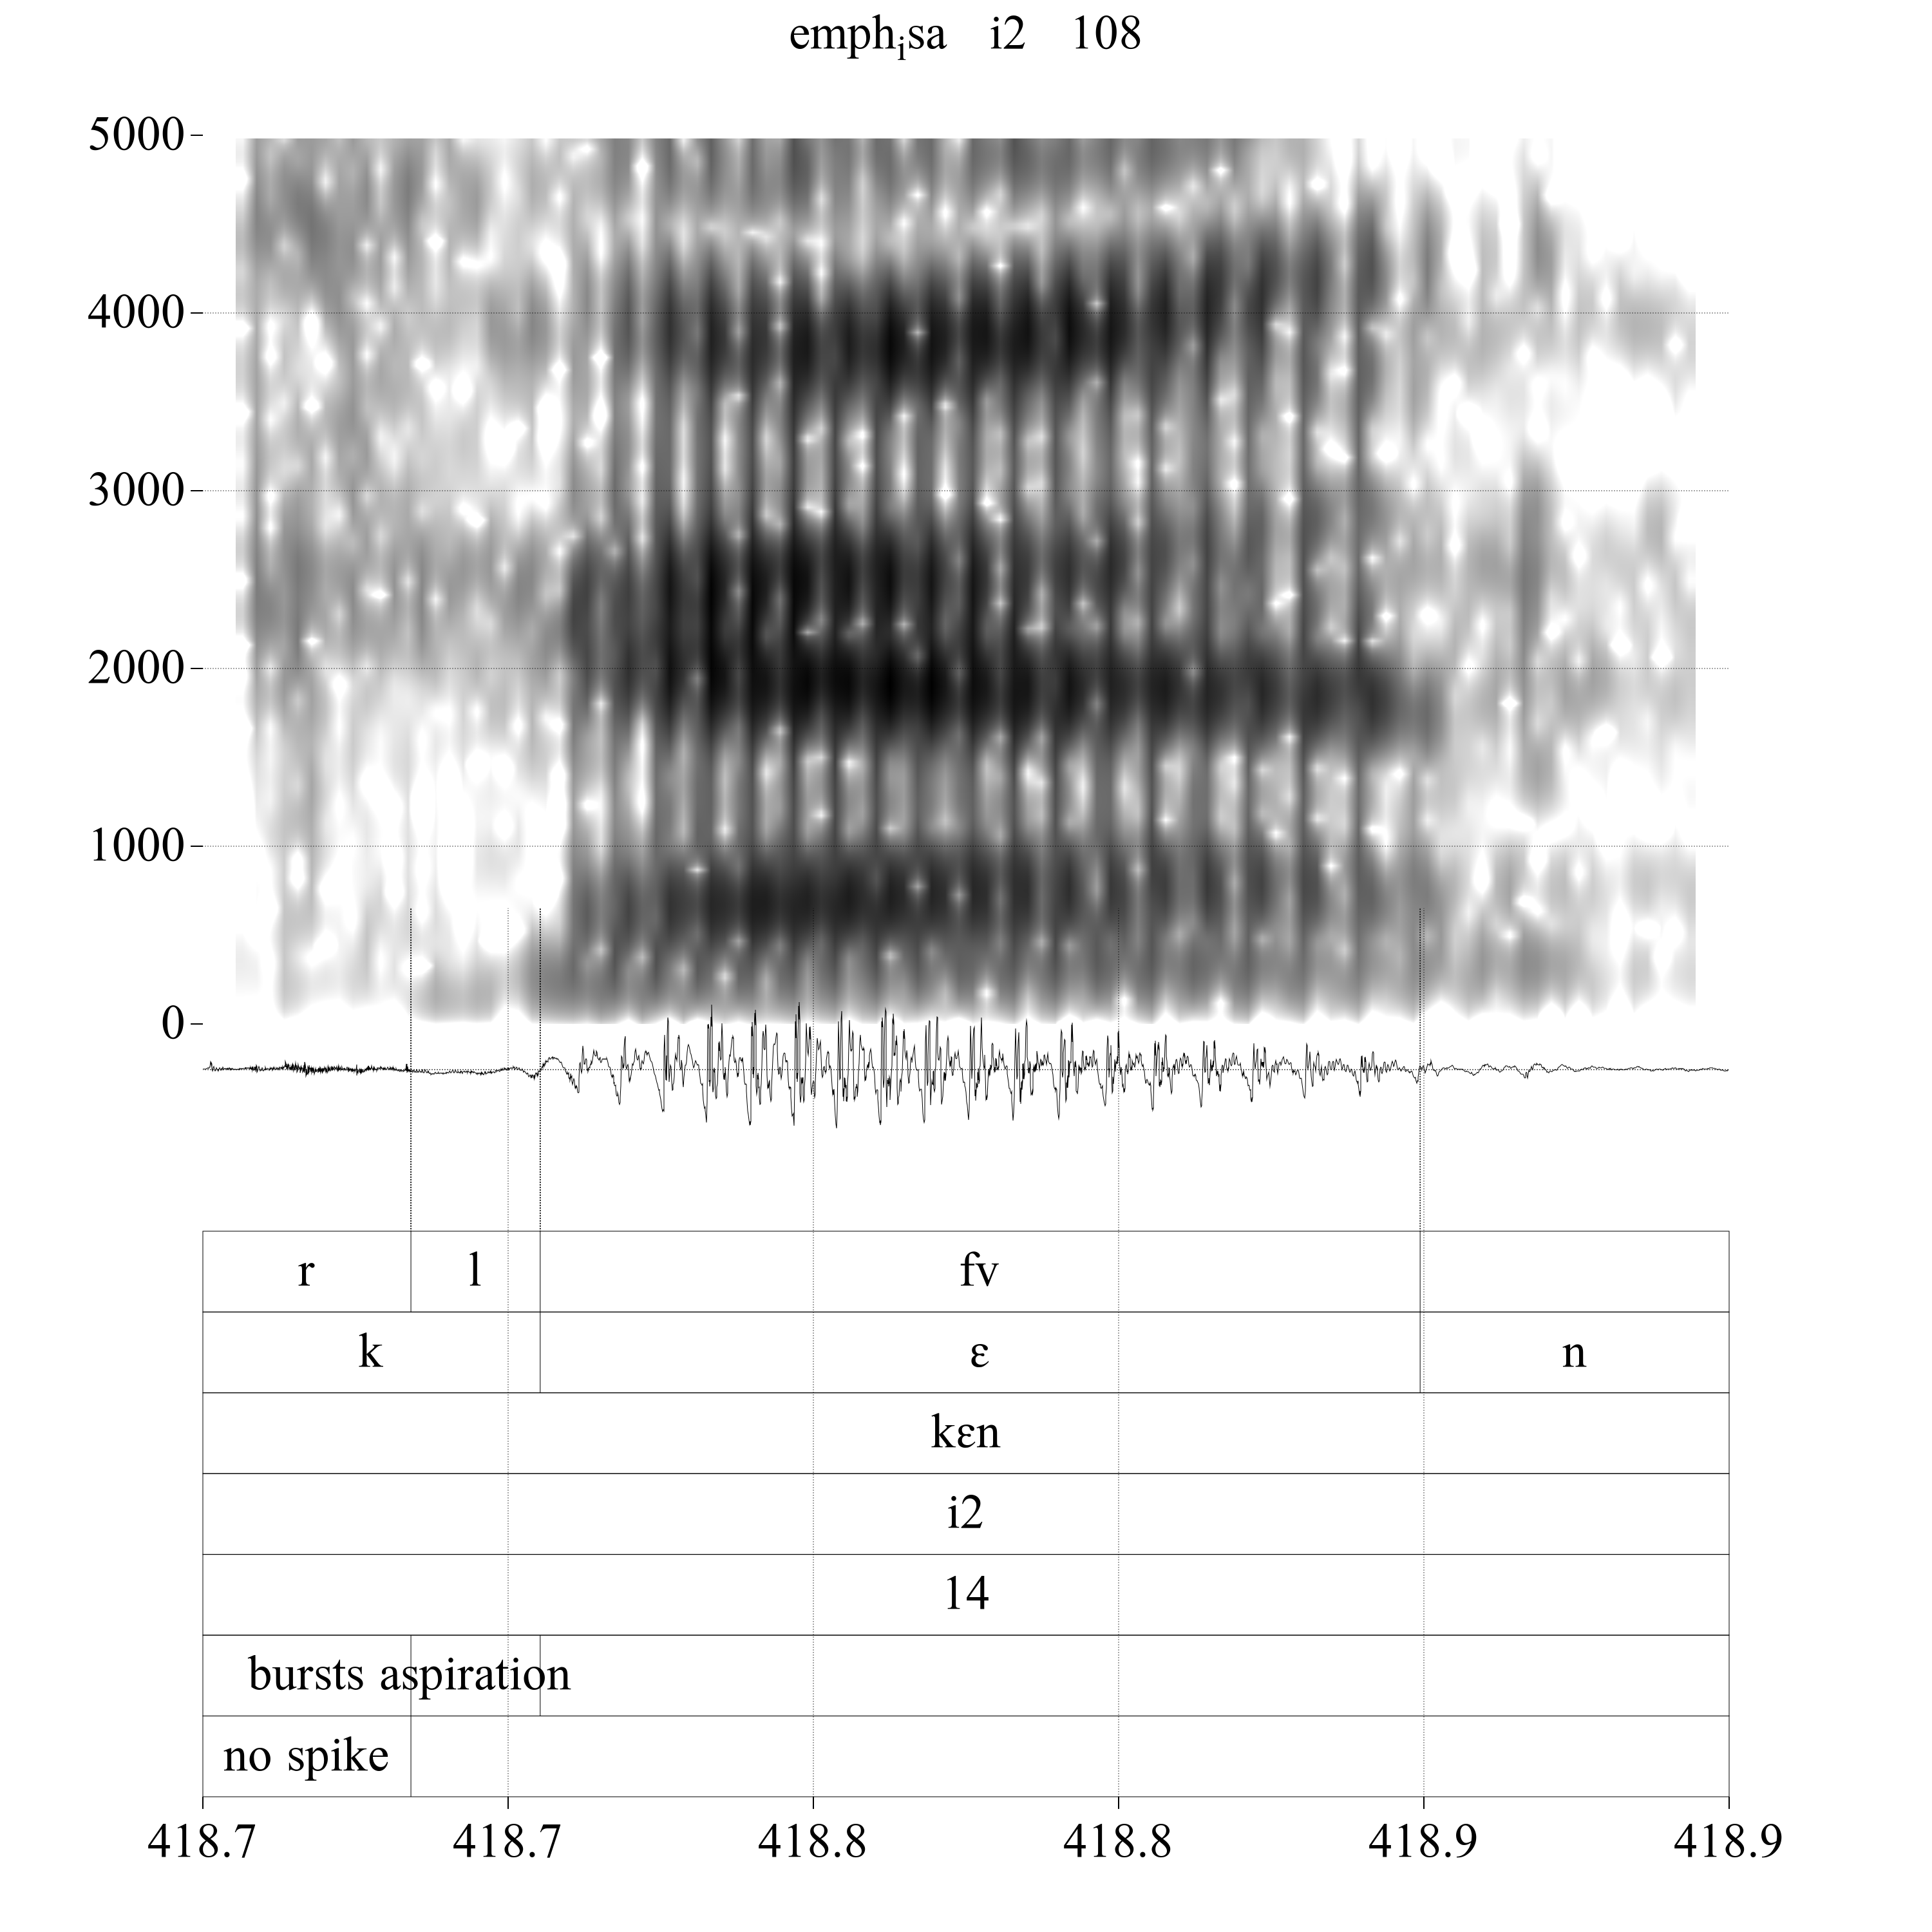 emphᵢsa i2 108
5000
4000
3000
2000
1000
0
r l fv
k ε n
kεn
i2
14
bursts aspiration
no spike
418.7 418.7 418.8 418.8 418.9 418.9